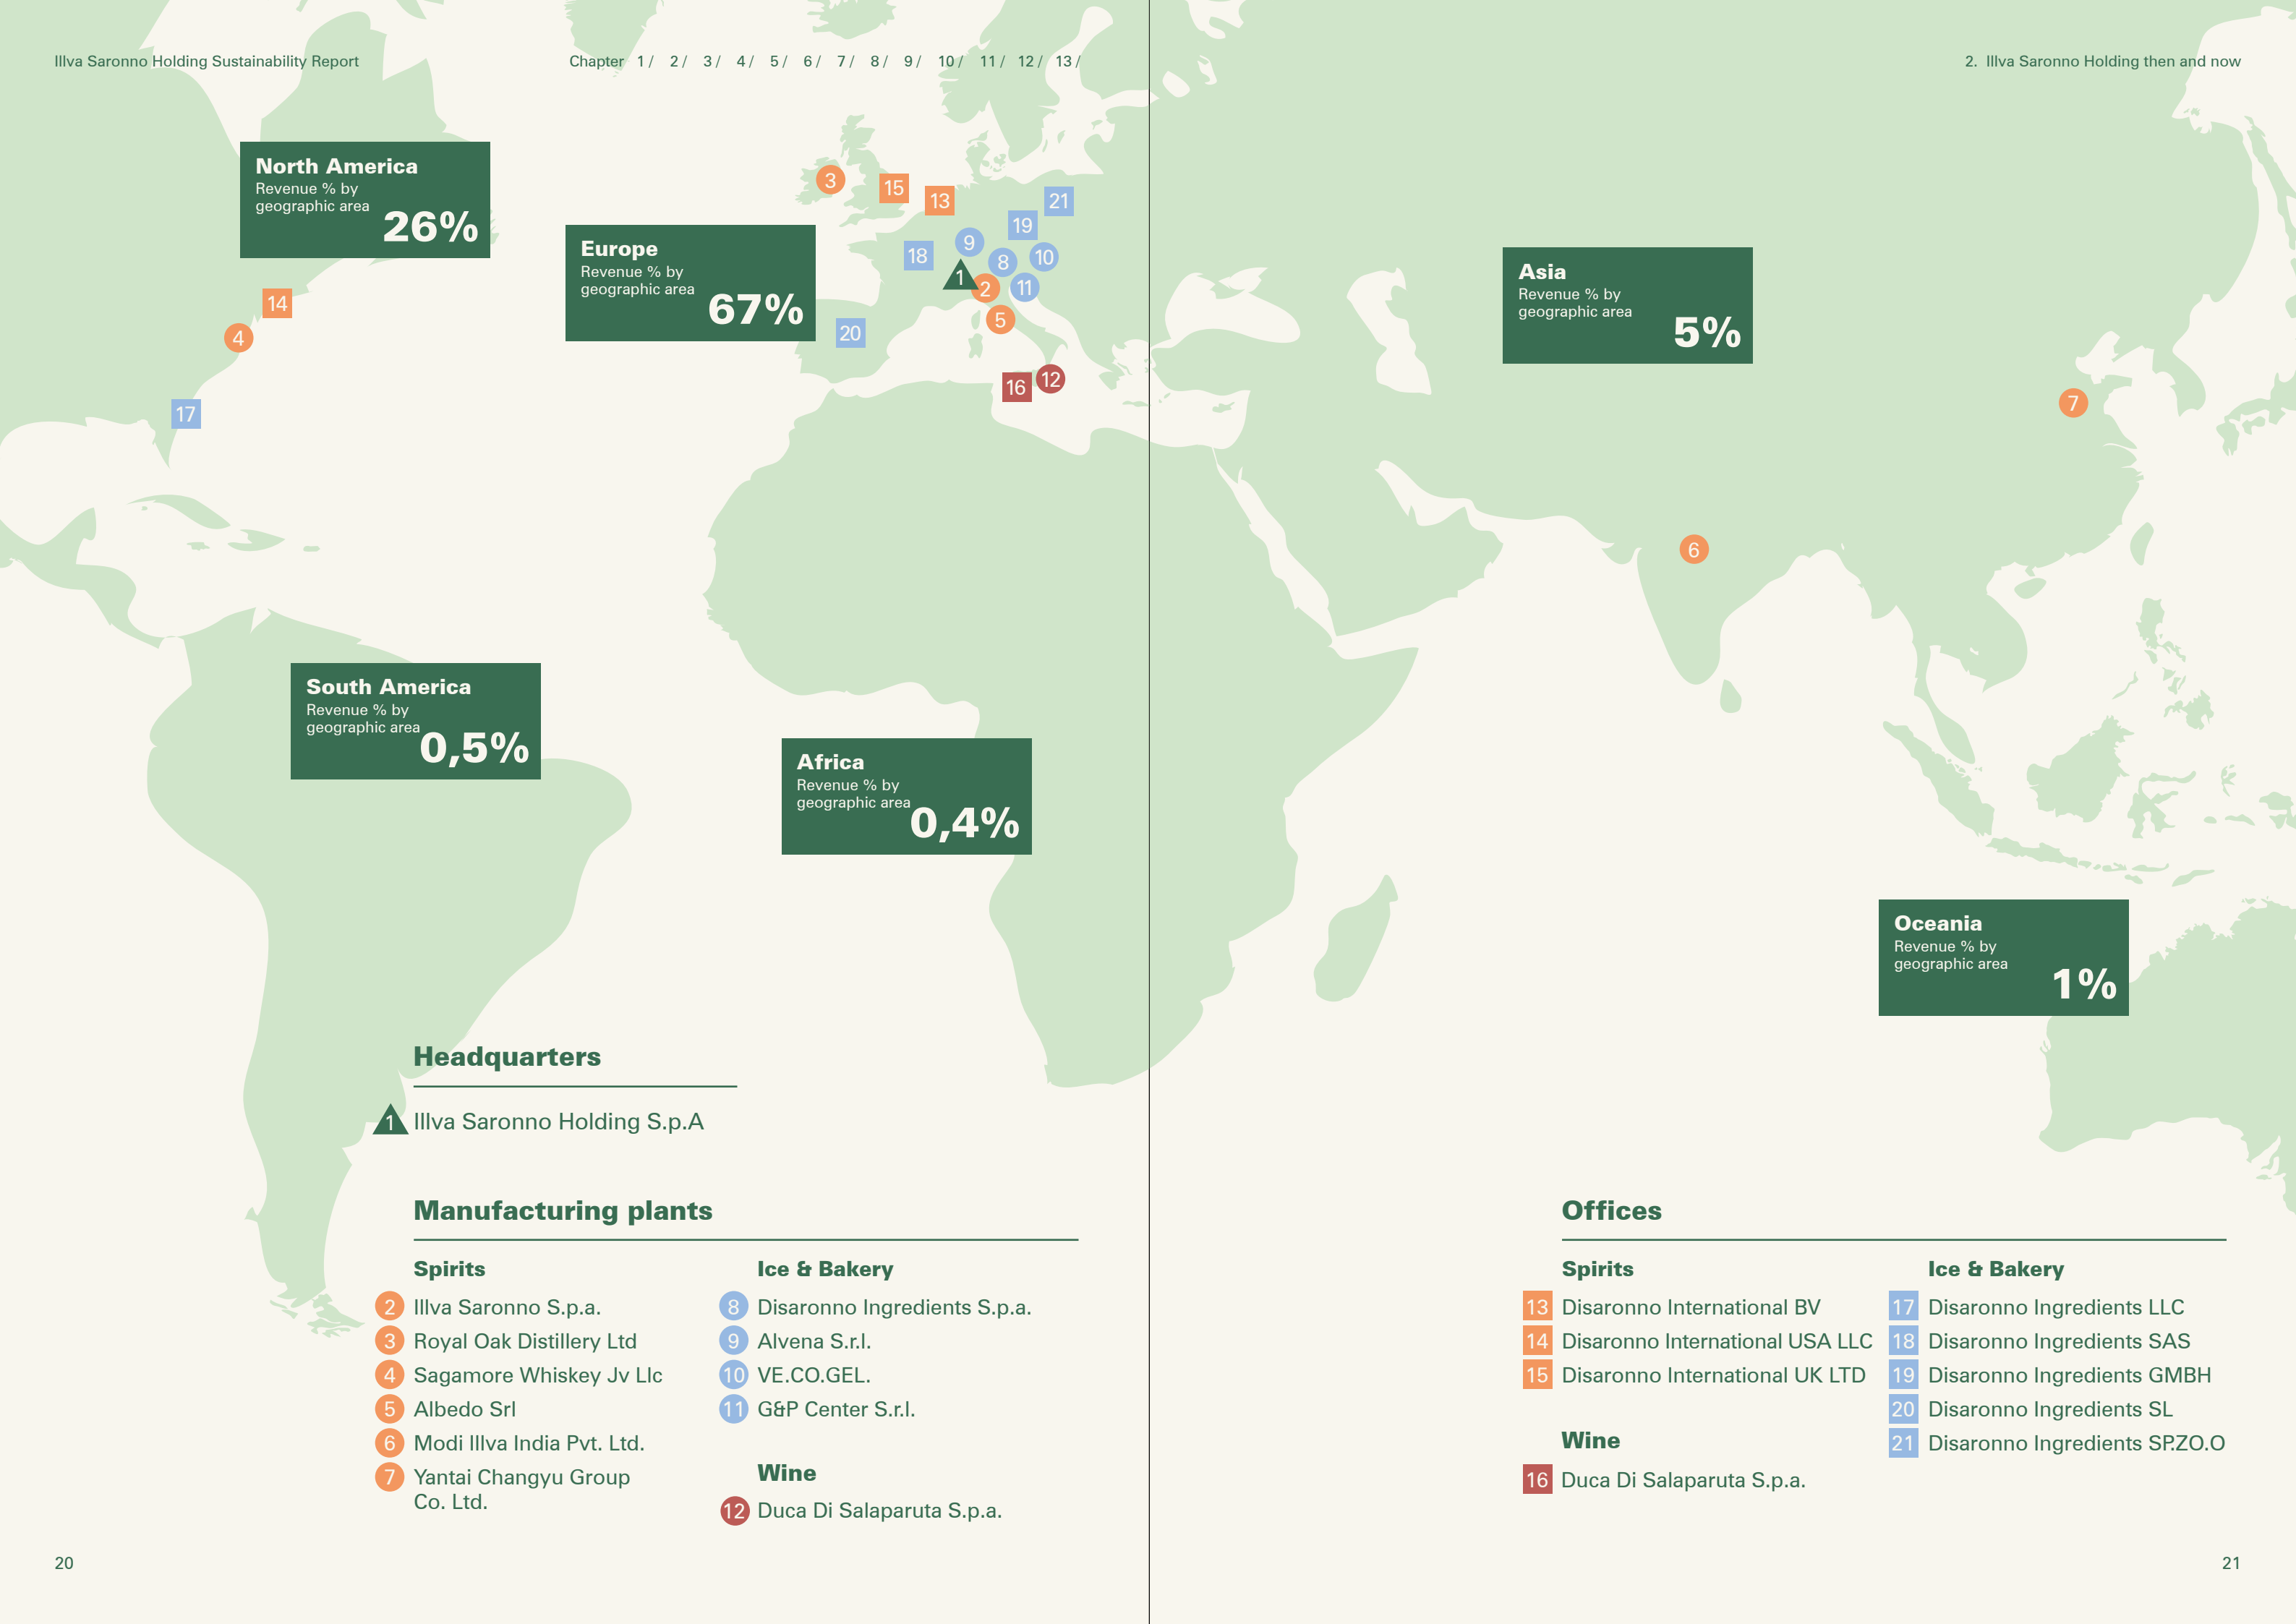 Illva Saronno Holding Sustainability Report
Chapter 1 / 2 / 3 / 4 / 5 / 6 / 7 / 8 / 9 / 10 / 11 / 12 / 13 /
2. Illva Saronno Holding then and now
North America
Revenue % by
geographic area
26%
Europe
Revenue % by
geographic area
67%
Asia
Revenue % by
geographic area
5%
3
15
13
21
19
18
9
8
10
1
2
11
5
20
16
12
14
4
17
7
6
South America
Revenue % by
geographic area
0,5%
Africa
Revenue % by
geographic area
0,4%
Oceania
Revenue % by
geographic area
1%
Headquarters
1 Illva Saronno Holding S.p.A
Manufacturing plants
Spirits
2 Illva Saronno S.p.a.
3 Royal Oak Distillery Ltd
4 Sagamore Whiskey Jv Llc
5 Albedo Srl
6 Modi Illva India Pvt. Ltd.
7 Yantai Changyu Group
Co. Ltd.
Ice & Bakery
8 Disaronno Ingredients S.p.a.
9 Alvena S.r.l.
10 VE.CO.GEL.
11 G&P Center S.r.l.
Wine
12 Duca Di Salaparuta S.p.a.
Offices
Spirits
13 Disaronno International BV
14 Disaronno International USA LLC
15 Disaronno International UK LTD
Wine
16 Duca Di Salaparuta S.p.a.
Ice & Bakery
17 Disaronno Ingredients LLC
18 Disaronno Ingredients SAS
19 Disaronno Ingredients GMBH
20 Disaronno Ingredients SL
21 Disaronno Ingredients SP.ZO.O
20
21